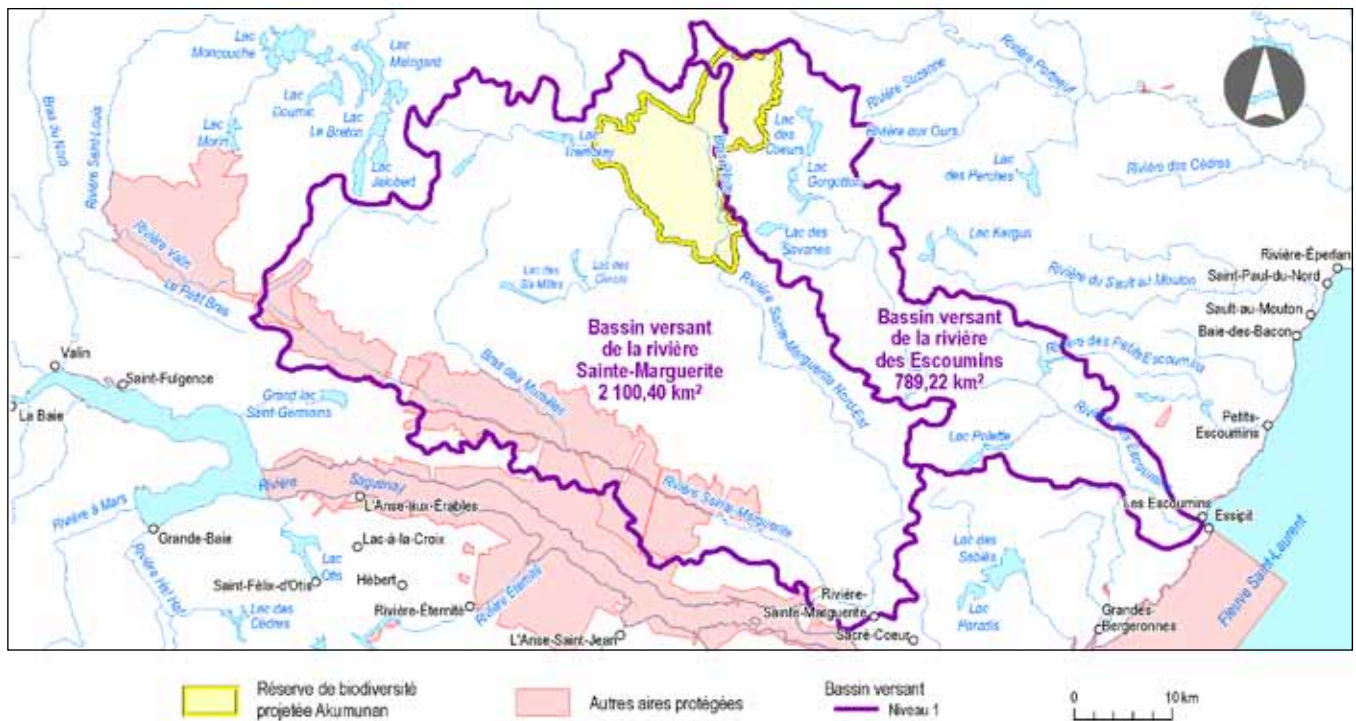 Lac
Moncouche
Lac
Maingard
Lac
Doumic
Lac
Le Breton
Lac
Morin
Lac
Jalobert
Bras du Nord
Rivière Saint-Louis
Rivière Valin
Le Petit Bras
Lac
Tremblay
Lac
des
Coeurs
Lac
Gorgotton
Lac des
Savanes
Rivière Suzanne
Rivière Portneuf
Rivière aux Ours
Lac
des Perches
Rivière des Cèdres
Lac Kergus
Rivière du Sault au Mouton
Rivière-Éperlan
Saint-Paul-du-Nord
Sault-au-Mouton
Baie-des-Bacon
Rivière des Petits Escoumins
Petits-
Escoumins
Lac des
Six Milles
Lac des
Rivière Sainte-Marguerite Nord-Est
Bassin versant
de la rivière
Sainte-Marguerite
2 100,40 km²
Bassin versant
de la rivière
des Escoumins
789,22 km²
Valin
Saint-Fulgence
La Baie
Grand lac
Saint-Germains
Bras des Murailles
Lac Polette
Rivière des Escoumins
Les Escoumins
Essipit
Rivière
Saguenay
L'Anse-aux-Érables
Rivière Sainte-Marguerite
Rivière à Mars
Grande-Baie
Lac-à-la-Croix
Lac
Otis
Saint-Félix-d'Otis
Hébert
Rivière Hal Hal
Lac des
Cèdres
Rivière-Éternité
Rivière Éternité
L'Anse-Saint-Jean
Rivière-
Sainte-Marguerite
Sacré-Coeur
Lac des
Sables
Lac
Paradis
Grandes-
Bergeronnes
Fleuve Saint-Laurent
Réserve de biodiversité
projetée Akumunan
Autres aires protégées
Bassin versant
Niveau 1
0 10 km